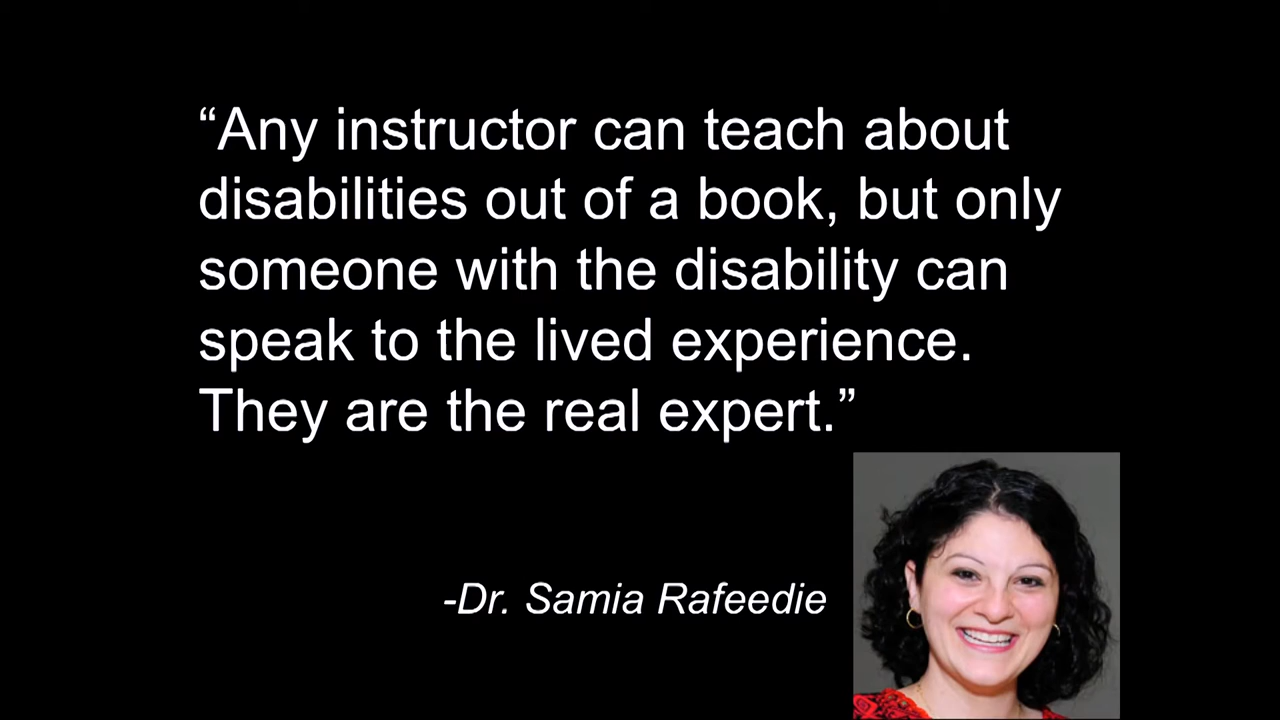 “Any instructor can teach about
disabilities out of a book, but only
someone with the disability can
speak to the lived experience.
They are the real expert.”
-Dr. Samia Rafeedie